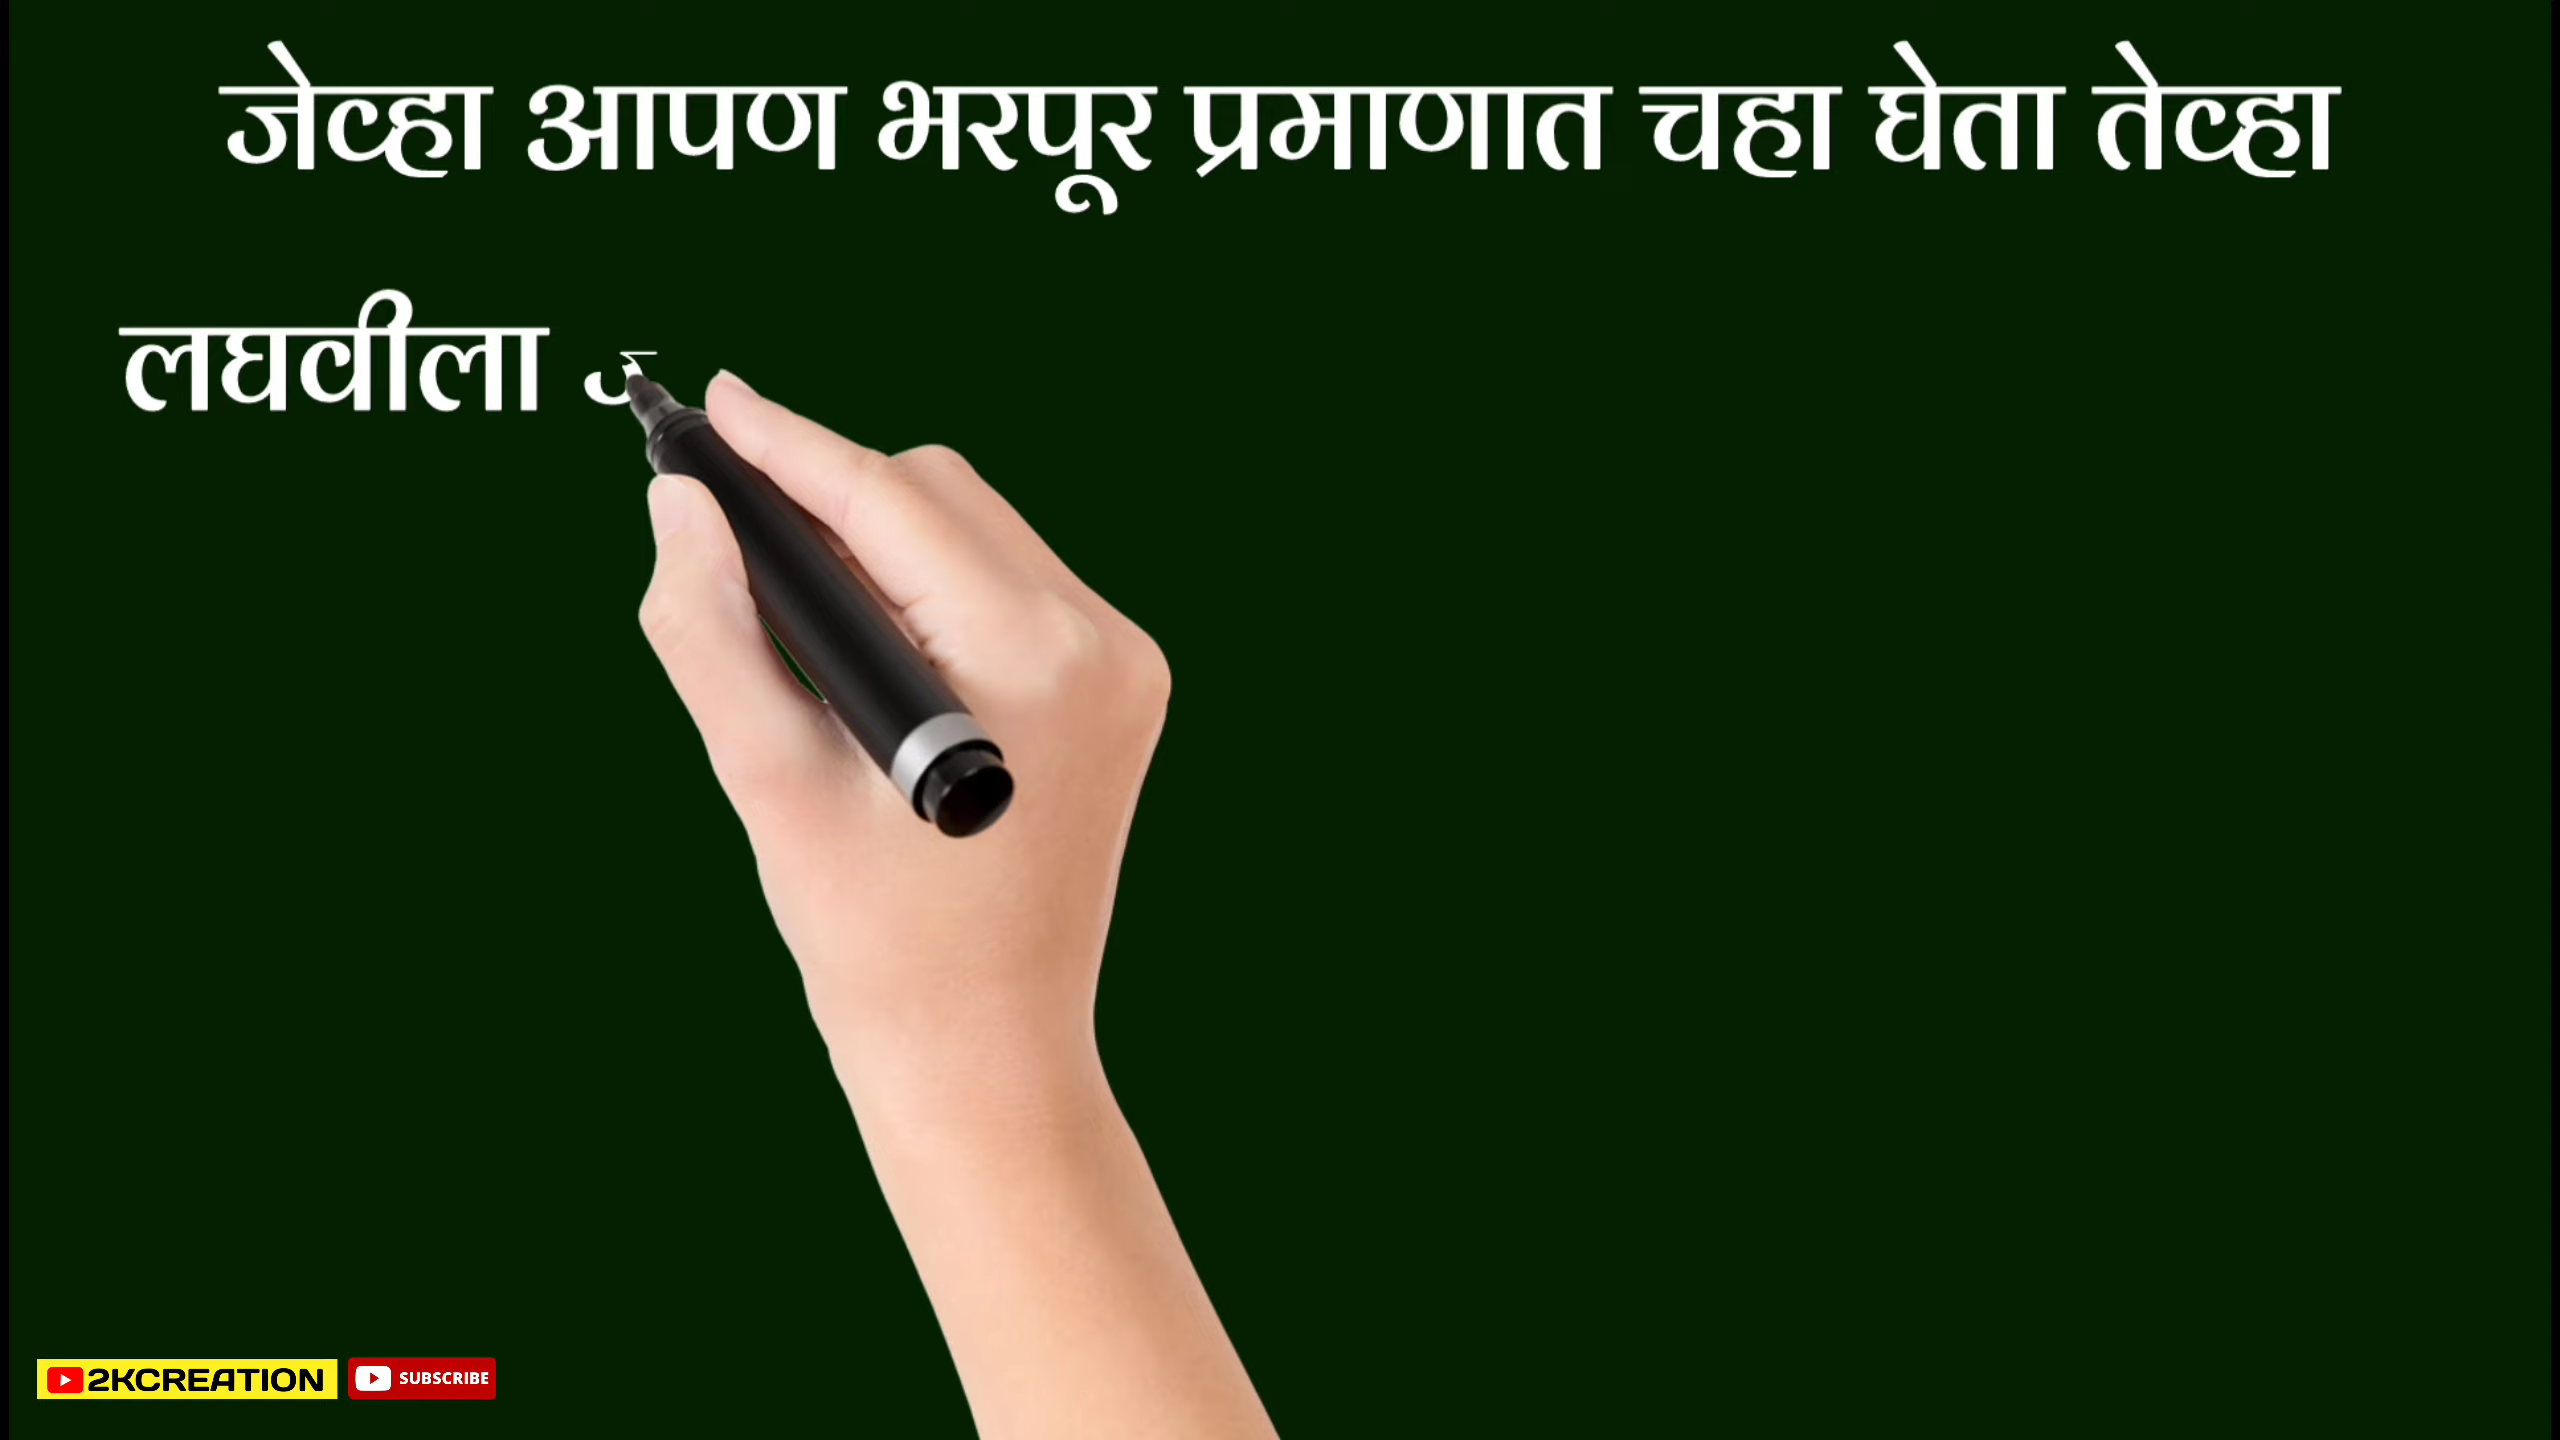 जेव्हा आपण भरपूर प्रमाणात चहा घेता तेव्हा
लघवीला
2KCREATION SUBSCRIBE